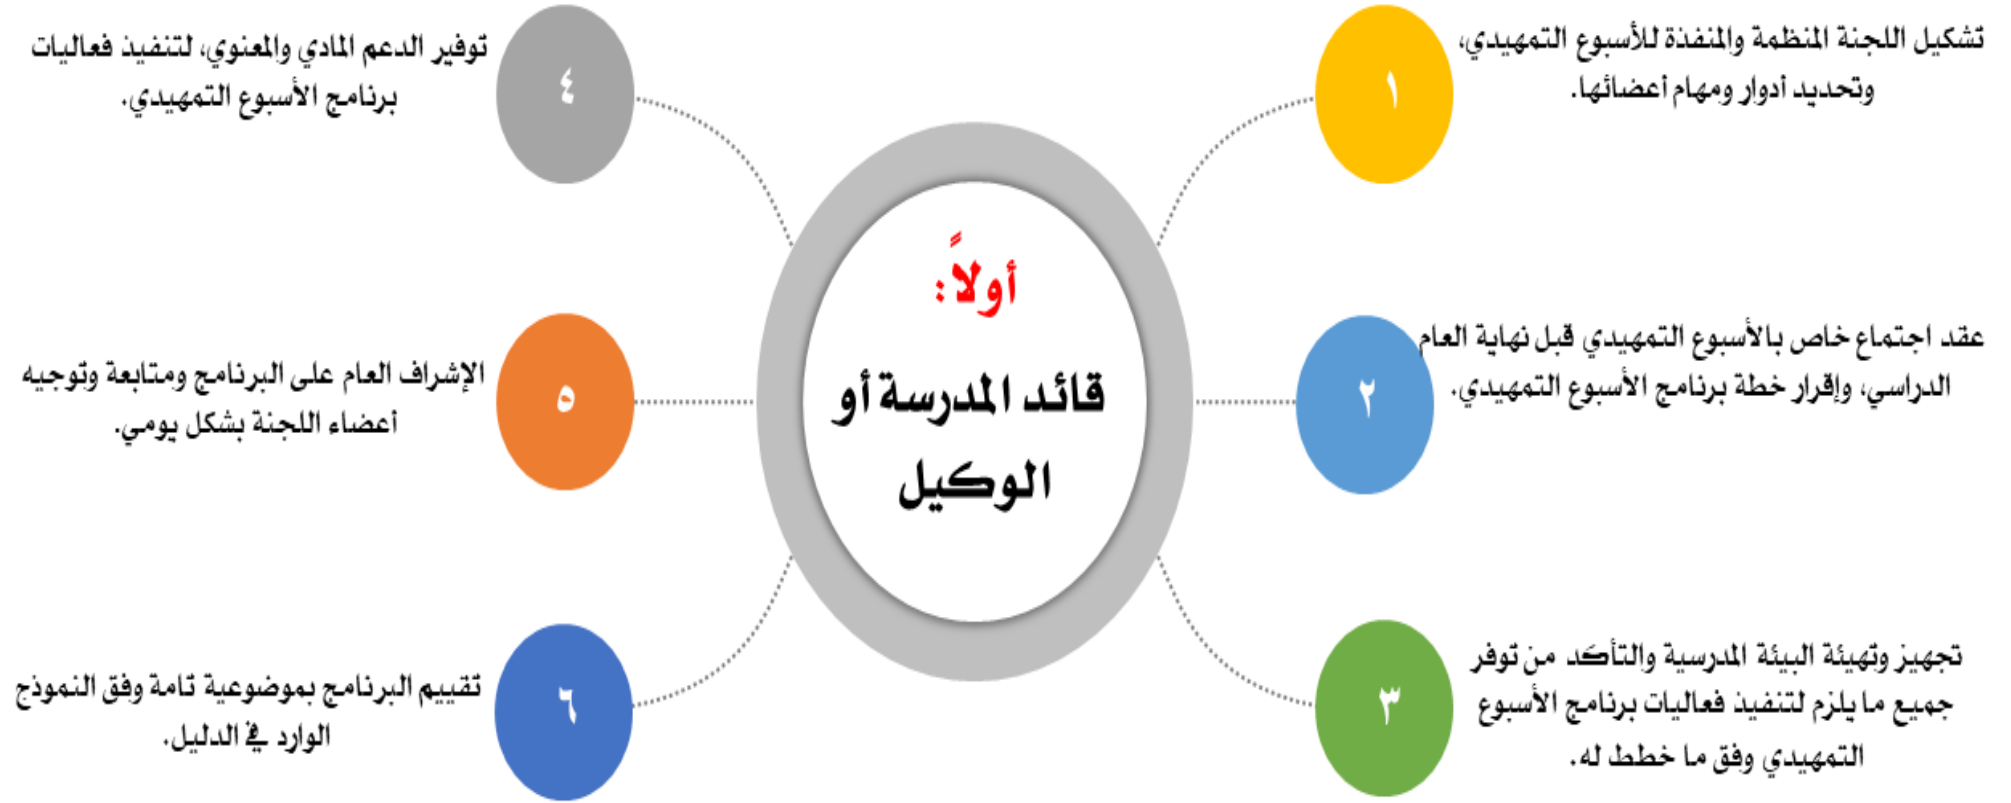 أولاً:
قائد المدرسة أو
الوكيل
١
تشكيل اللجنة المنظمة والمنفذة للأسبوع التمهيدي،
وتحديد أدوار ومهام أعضائها.
٢
عقد اجتماع خاص بالأسبوع التمهيدي قبل نهاية العام
الدراسي، وإقرار خطة برنامج الأسبوع التمهيدي.
٣
تجهيز وتهيئة البيئة المدرسية والتأكد من توفر
جميع ما يلزم لتنفيذ فعاليات برنامج الأسبوع
التمهيدي وفق ما خطط له.
٤
توفير الدعم المادي والمعنوي، لتنفيذ فعاليات
برنامج الأسبوع التمهيدي.
٥
الإشراف العام على البرنامج ومتابعة وتوجيه
أعضاء اللجنة بشكل يومي.
٦
تقييم البرنامج بموضوعية تامة وفق النموذج
الوارد في الدليل.